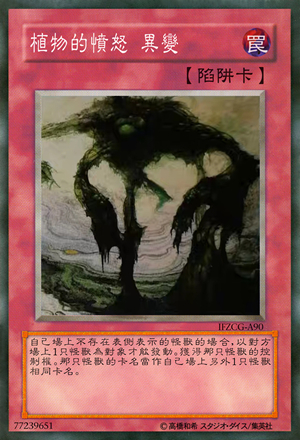 植物的憤怒 異變
罠
【陷阱卡】
IFZCG-A90
自己場上不存在表側表示的怪獸的場合,以對方
場上1只怪獸為對象才能發動。獲得那只怪獸的控
制權。那只怪獸的卡名當作自己場上另外1只怪獸
相同卡名。
77239651
©高橋和希 スタジオ・ダイス/集英社